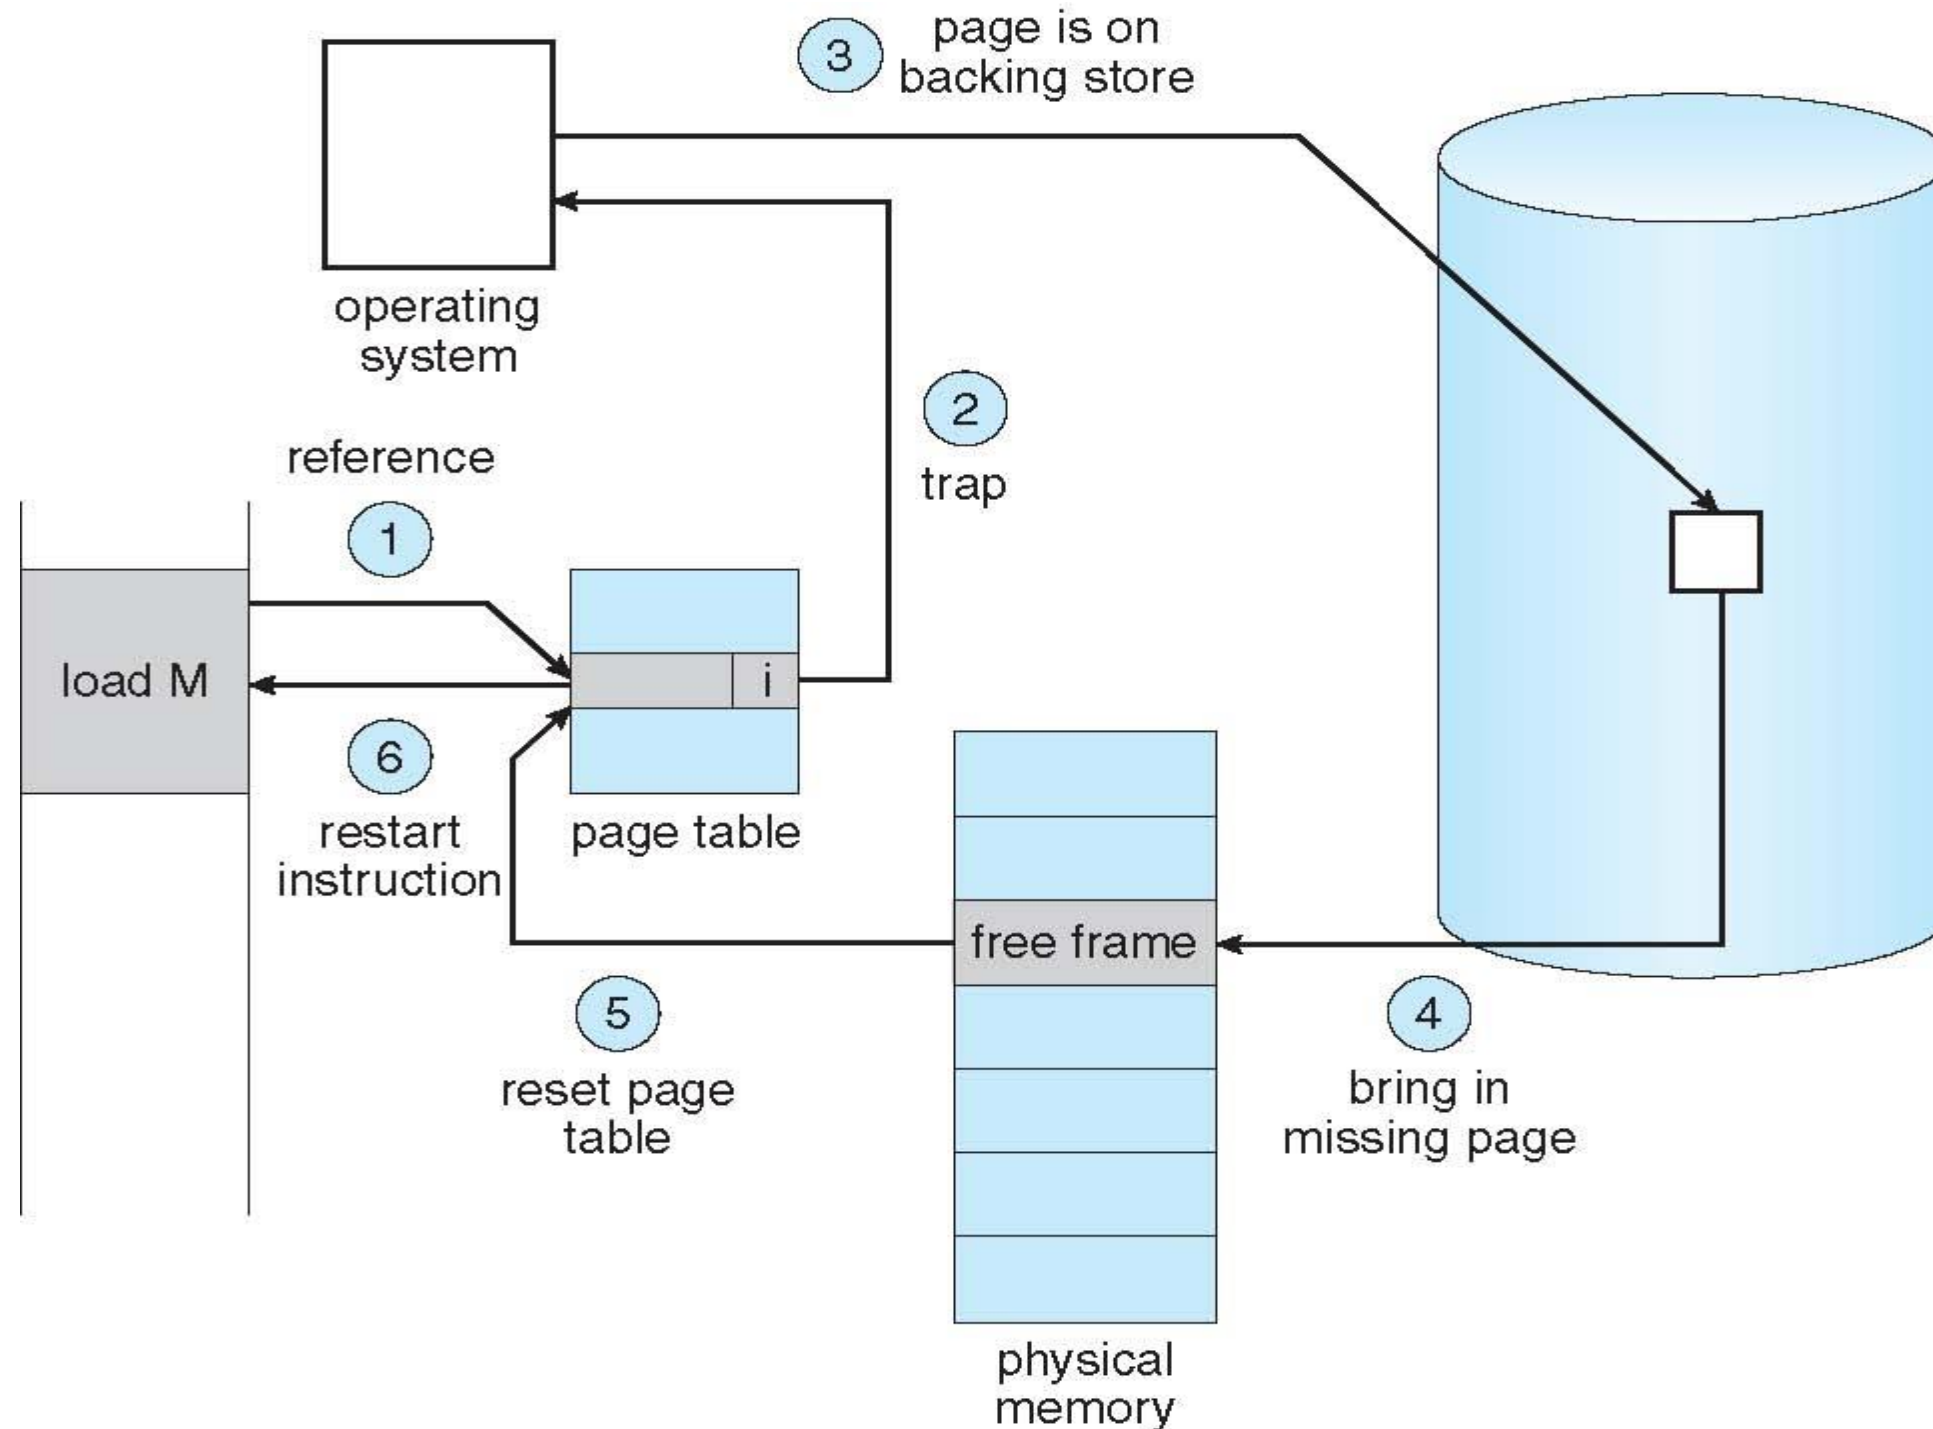 3
page is on
backing store
operating
system
2
trap
reference
1
load M
i
6
restart
instruction
page table
free frame
5
reset page
table
4
bring in
missing page
physical
memory